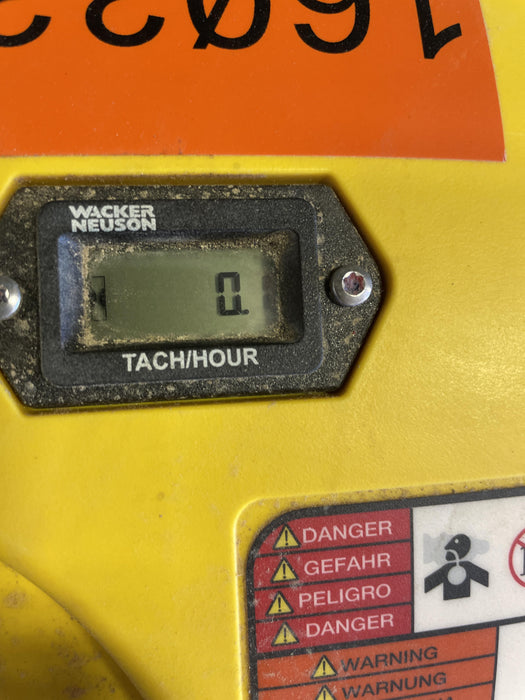 WACKER
NEUSON
0.
TACH/HOUR
DANGER
GEFAHR
PELIGRO
DANGER
WARNING
WARNUNG